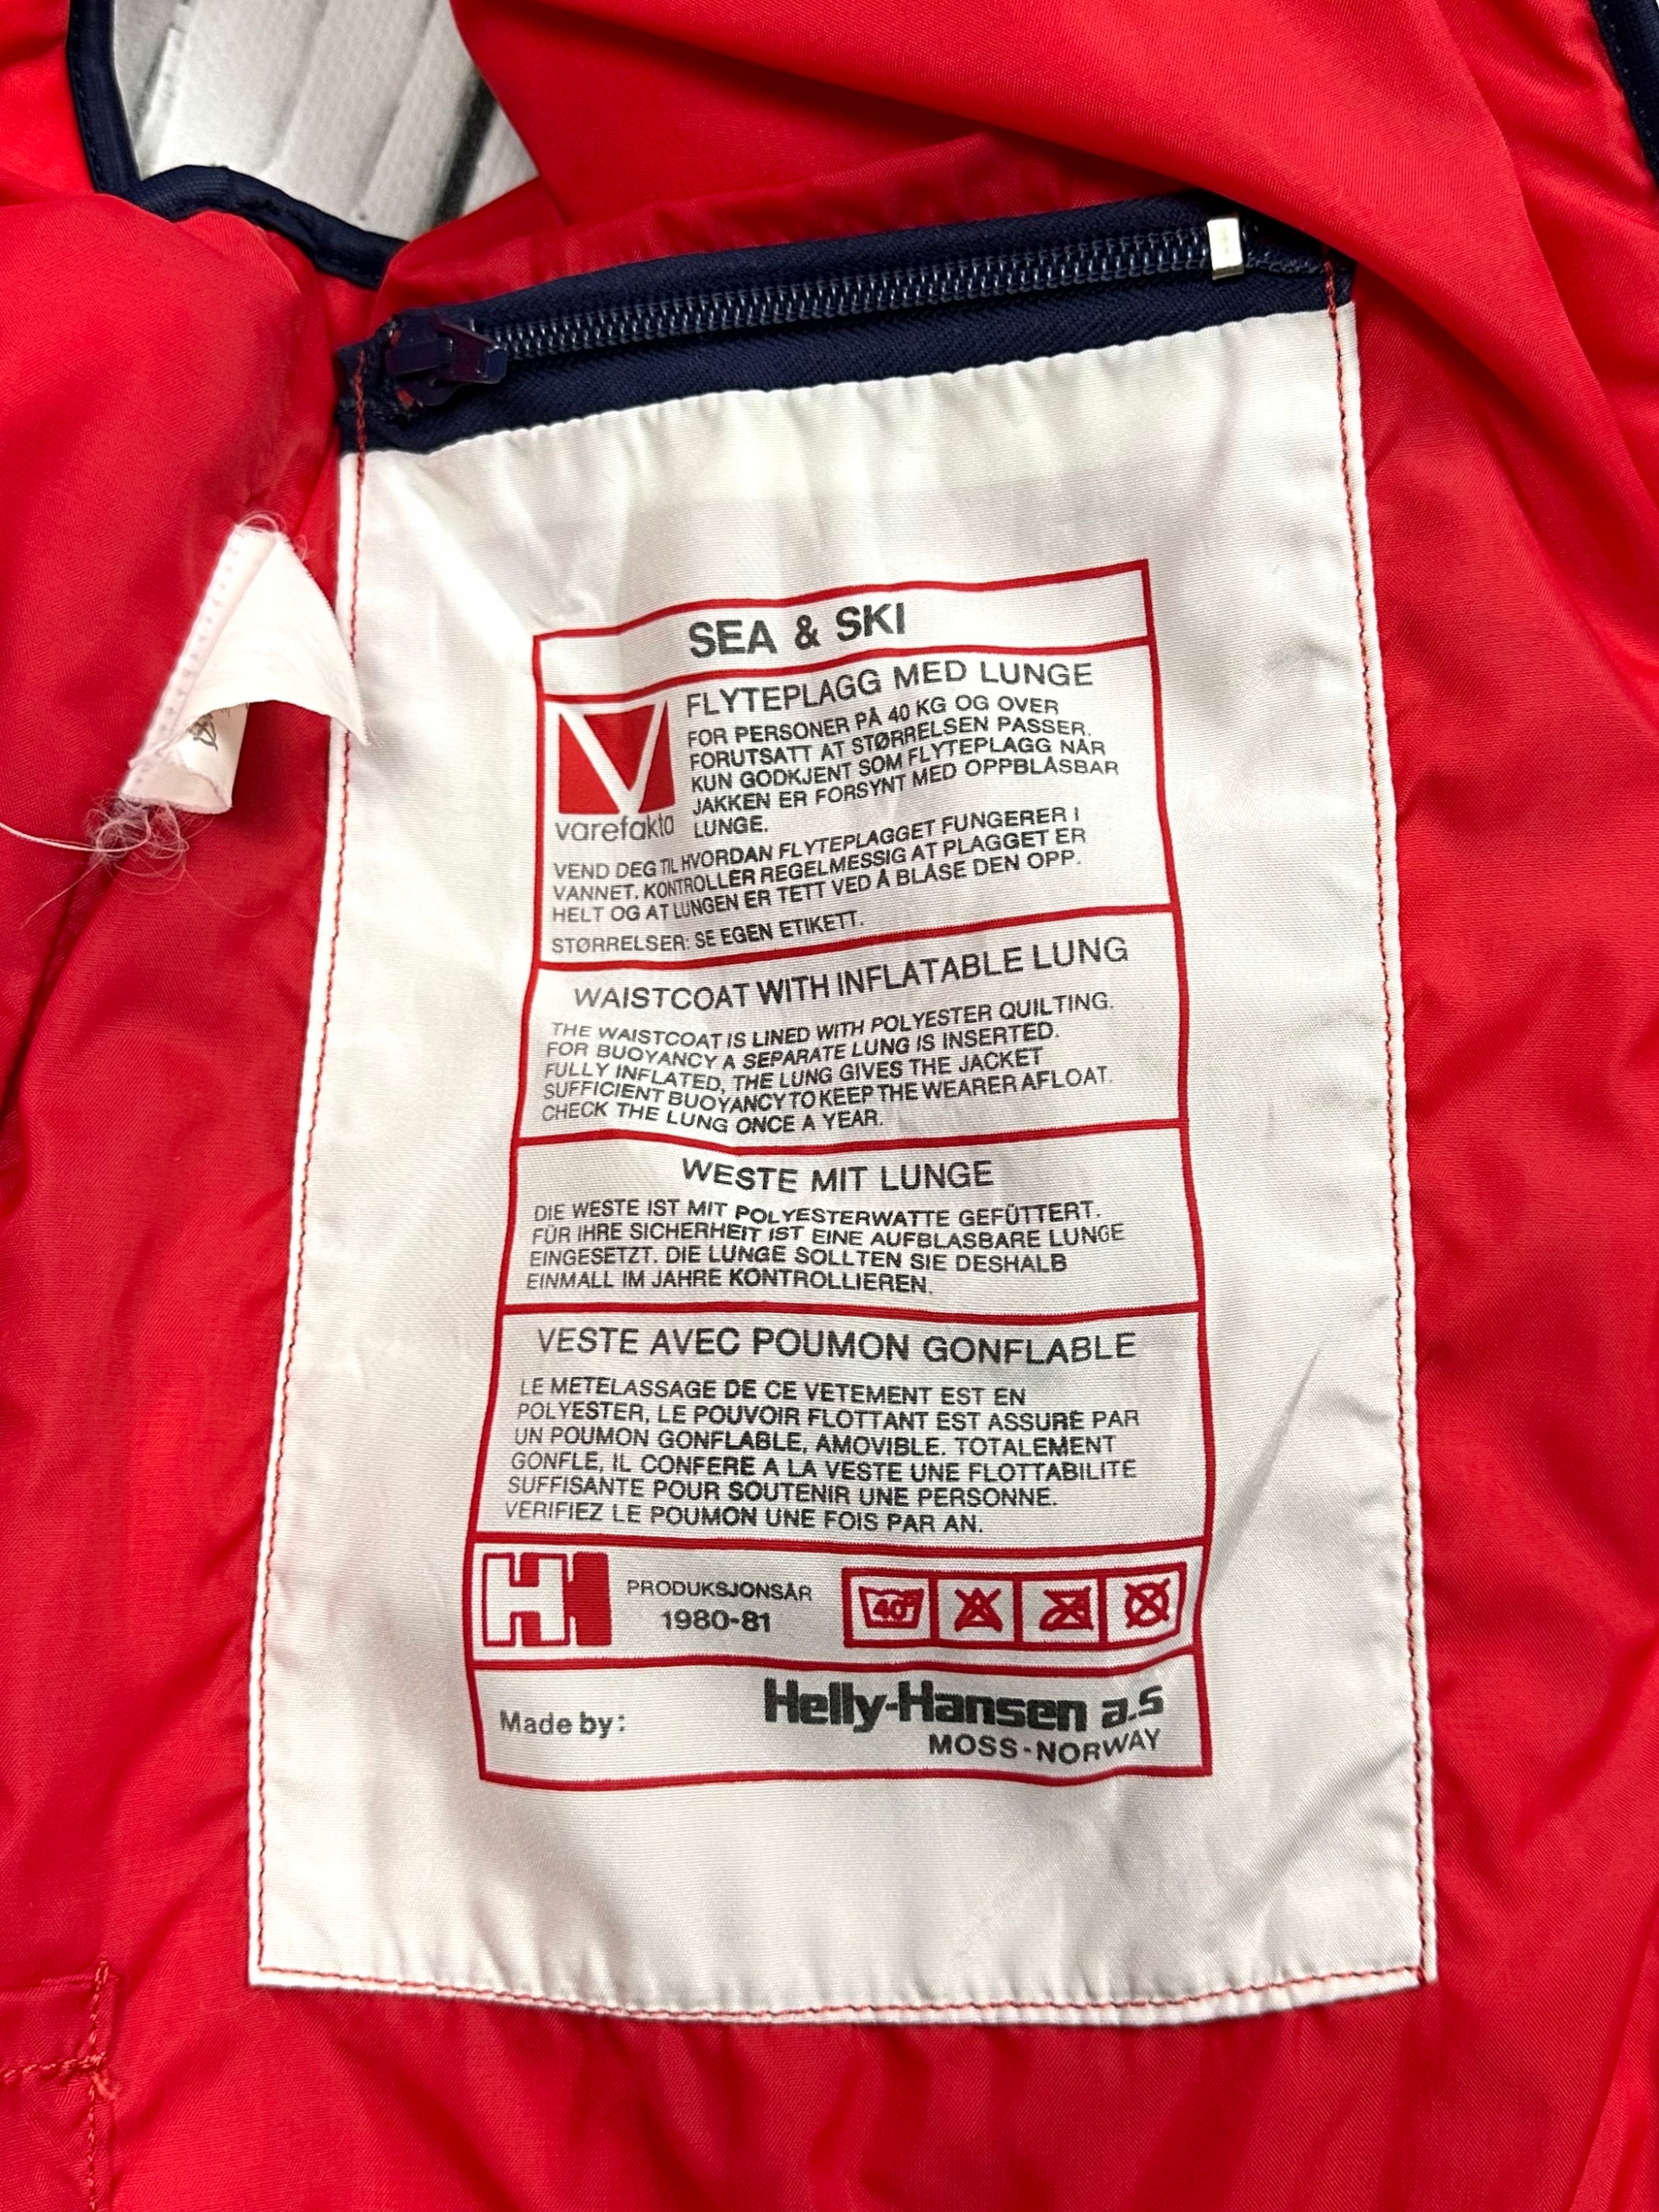 SEA & SKI
FLYTEPLAGG MED LUNGE
FOR PERSONER PÅ 40 KG OG OVER
FORUTSATT AT STØRRELSEN PASSER.
KUN GODKJENT SOM FLYTEPLAGG NÅR
JAKKEN ER FORSYNT MED OPPBLÅSBAR
LUNGE.
varefakta
VEND DEG TIL HVORDAN FLYTEPLAGGET FUNGERER I
VANNET. KONTROLLER REGELMESSIG AT PLAGGET ER
HELT OG AT LUNGEN ER TETT VED Å BLÅSE DEN OPP.
STØRRELSER: SE EGEN ETIKETT.
WAISTCOAT WITH INFLATABLE LUNG
THE WAISTCOAT IS LINED WITH POLYESTER QUILTING.
FOR BUOYANCY A SEPARATE LUNG IS INSERTED.
FULLY INFLATED, THE LUNG GIVES THE JACKET
SUFFICIENT BUOYANCY TO KEEP THE WEARER AFLOAT.
CHECK THE LUNG ONCE A YEAR.
WESTE MIT LUNGE
DIE WESTE IST MIT POLYESTERWATTE GEFÜTTERT.
FÜR IHRE SICHERHEIT IST EINE AUFBLASBARE LUNGE
EINGESETZT. DIE LUNGE SOLLTEN SIE DESHALB
EINMALL IM JAHRE KONTROLLIEREN.
VESTE AVEC POUMON GONFLABLE
LE METELASSAGE DE CE VETEMENT EST EN
POLYESTER, LE POUVOIR FLOTTANT EST ASSURÉ PAR
UN POUMON GONFLABLE, AMOVIBLE. TOTALEMENT
GONFLE, IL CONFERE A LA VESTE UNE FLOTTABILITE
SUFFISANTE POUR SOUTENIR UNE PERSONNE.
VERIFIEZ LE POUMON UNE FOIS PAR AN.
HH PRODUKSJONSÅR 40°
1980-81
Made by: Helly-Hansen a.s
MOSS-NORWAY